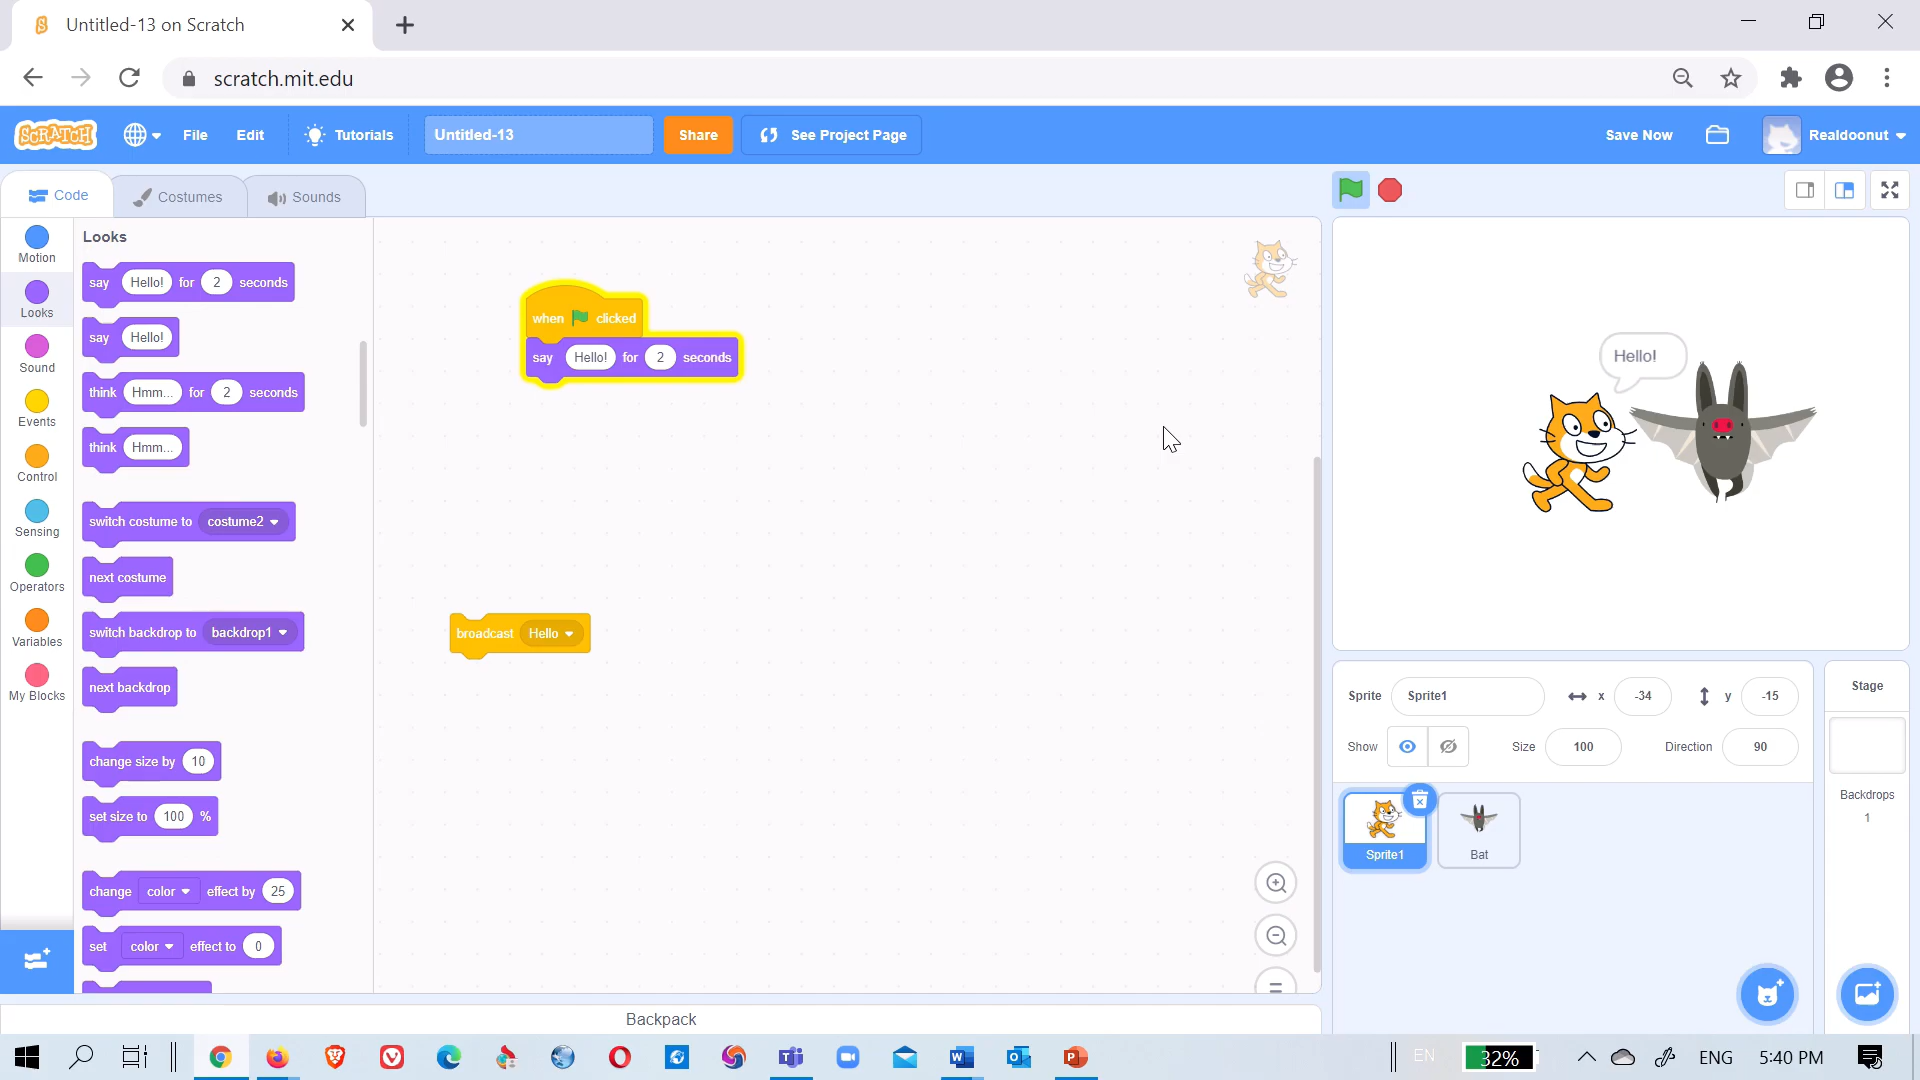 Untitled-13 on Scratch
scratch.mit.edu
SCRATCH
File
Edit
Tutorials
Untitled-13
Share
See Project Page
Save Now
Realdoonut
Code
Costumes
Sounds
Motion
Looks
Sound
Events
Control
Sensing
Operators
Variables
My Blocks
Looks
say Hello! for 2 seconds
say Hello!
think Hmm... for 2 seconds
think Hmm...
switch costume to costume2
next costume
switch backdrop to backdrop1
next backdrop
change size by 10
set size to 100 %
change color effect by 25
set color effect to 0
when clicked
say Hello! for 2 seconds
broadcast Hello
Hello!
Sprite Sprite1 x -34 y -15
Show Size 100 Direction 90
Sprite1
Bat
Stage
Backdrops
1
Backpack
EN
32%
ENG
5:40 PM